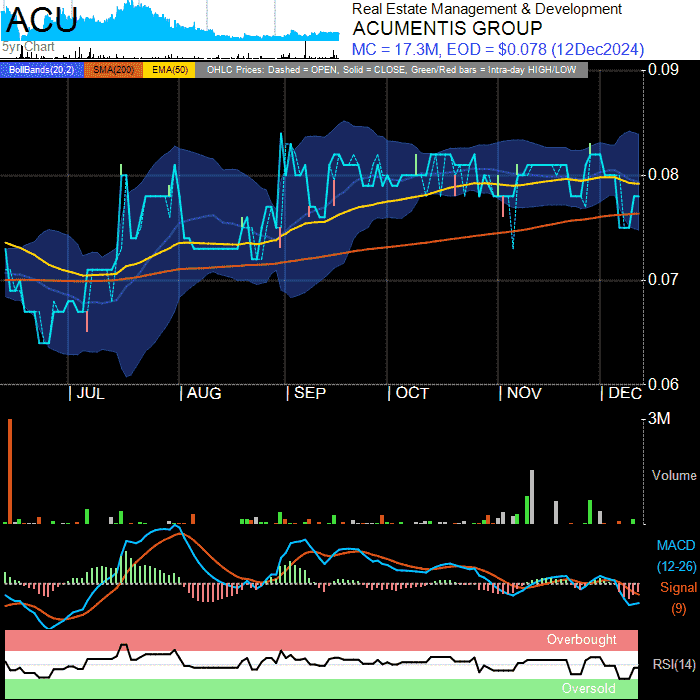 ACU
5yr Chart
Real Estate Management & Development
ACUMENTIS GROUP
MC = 17.3M, EOD = $0.078 (12Dec2024)
BollBands(20,2) SMA(200) EMA(50) OHLC Prices: Dashed = OPEN, Solid = CLOSE, Green/Red bars = Intra-day HIGH/LOW
0.09
0.08
0.07
0.06
| JUL | AUG | SEP | OCT | NOV | DEC
3M
Volume
MACD
(12-26)
Signal
(9)
Overbought
RSI(14)
Oversold